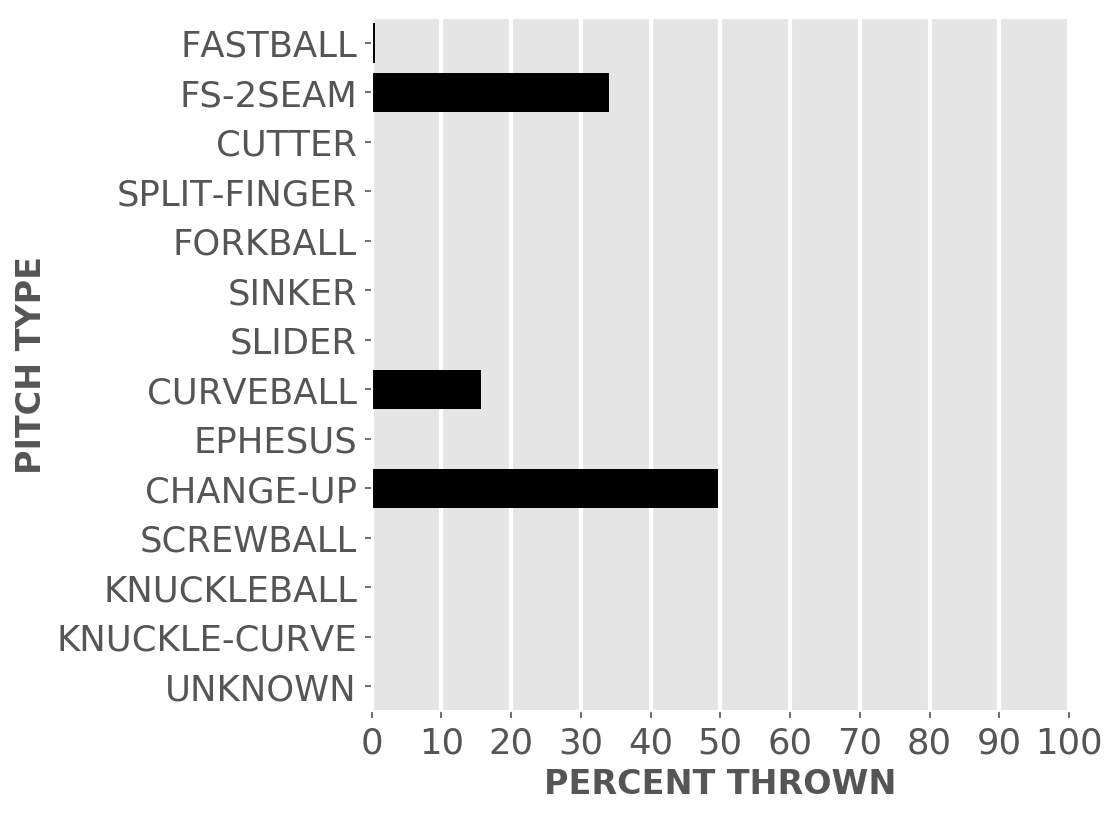 FASTBALL
FS-2SEAM
CUTTER
SPLIT-FINGER
FORKBALL
SINKER
SLIDER
CURVEBALL
EPHESUS
CHANGE-UP
SCREWBALL
KNUCKLEBALL
KNUCKLE-CURVE
UNKNOWN
PITCH TYPE
0 10 20 30 40 50 60 70 80 90 100
PERCENT THROWN